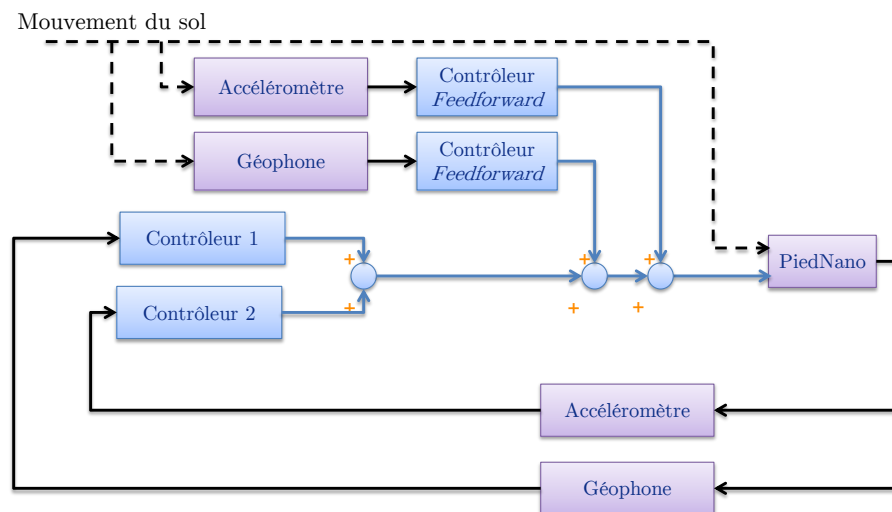 Mouvement du sol
Accéléromètre
Contrôleur
Feedforward
Géophone
Contrôleur
Feedforward
Contrôleur 1
+
+
+
PiedNano
Contrôleur 2
+
+
+
Accéléromètre
Géophone